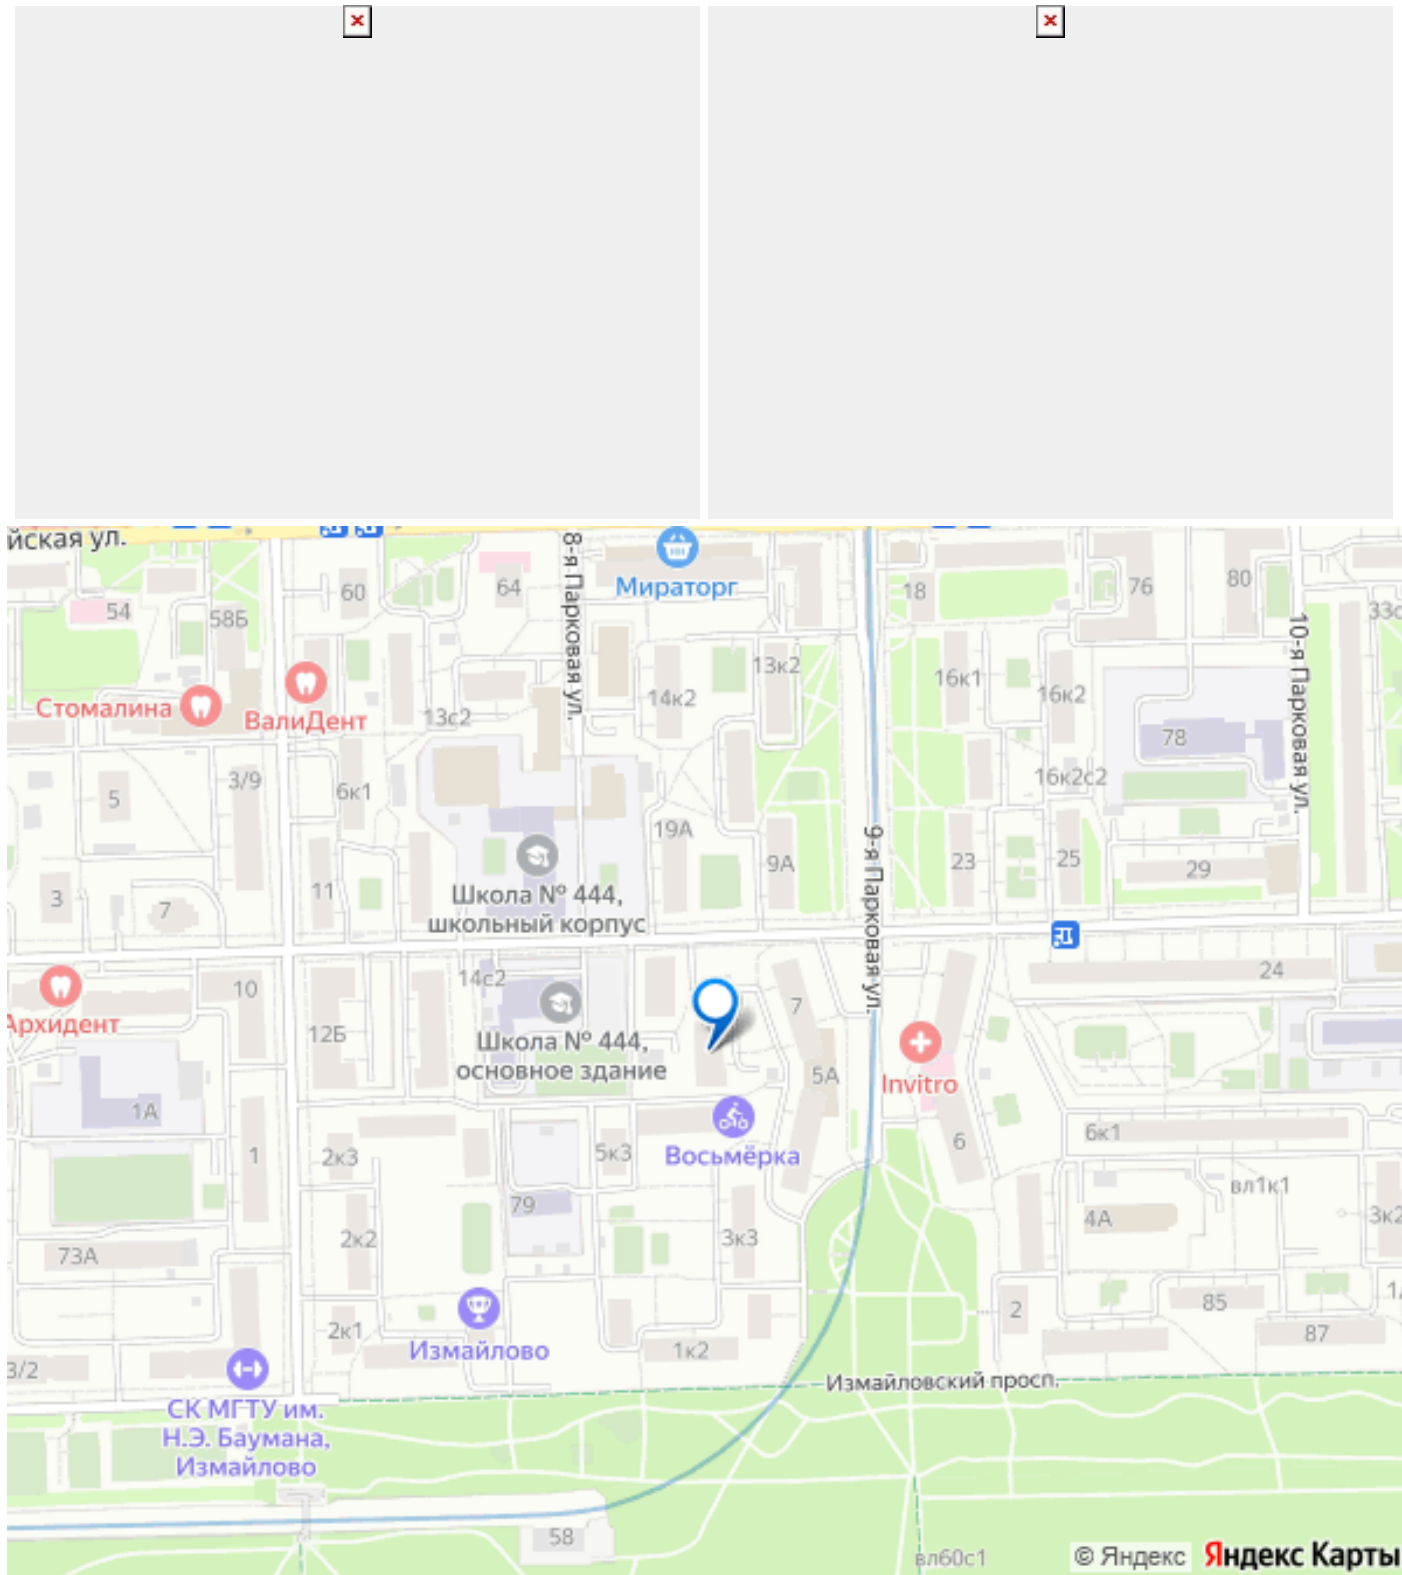 йская ул.
8-я Парковая ул.
Мираторг
54
58Б
60
64
18
76
80
33с
10-я Парковая ул.
Стомалина
ВалиДент
13с2
14к2
13к2
16к1
16к2
78
3/9
5
6к1
16к2с2
19А
9А
9-я Парковая ул.
23
25
29
3
7
11
Школа № 444,
школьный корпус
10
14с2
24
Архидент
12Б
Школа № 444,
основное здание
7
5А
Invitro
1А
1
2к3
5к3
Восьмёрка
6
6к1
вл1к1
79
2к2
3к3
4А
3к2
73А
2к1
Измайлово
1к2
2
85
87
1/
3/2
Измайловский просп.
СК МГТУ им.
Н.Э. Баумана,
Измайлово
58
вл60с1
© Яндекс
Яндекс Карты